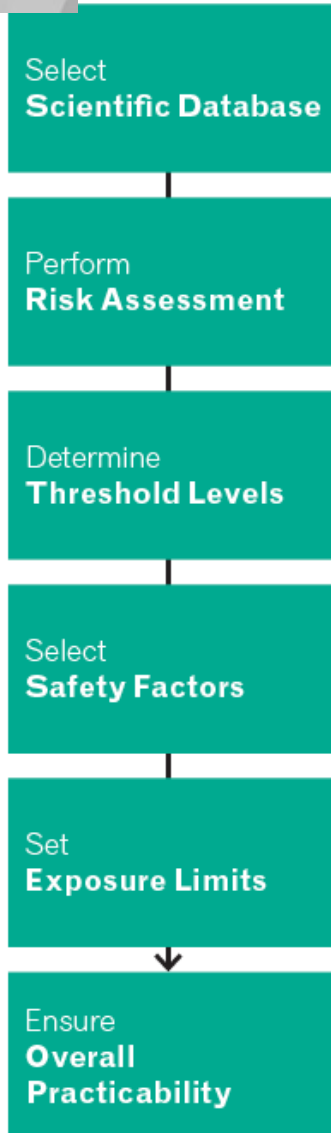 Select
Scientific Database
Perform
Risk Assessment
Determine
Threshold Levels
Select
Safety Factors
Set
Exposure Limits
Ensure
Overall
Practicability